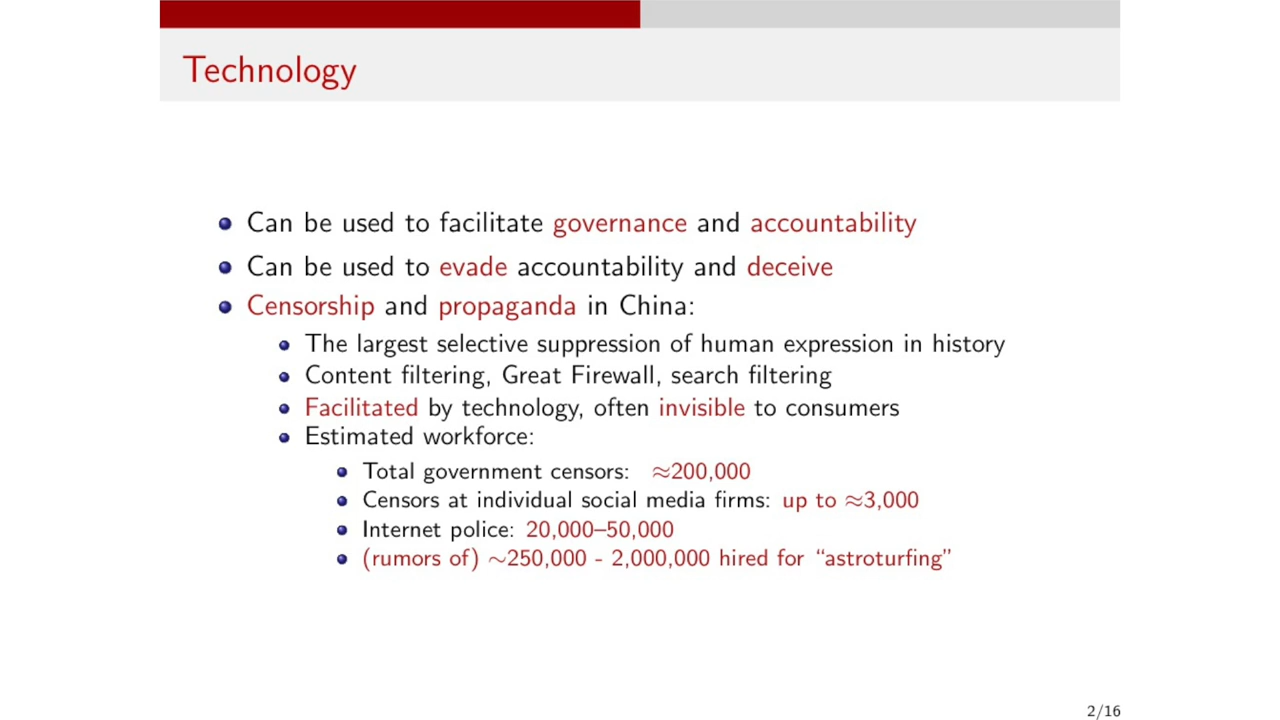 Technology
Can be used to facilitate governance and accountability
Can be used to evade accountability and deceive
Censorship and propaganda in China:
The largest selective suppression of human expression in history
Content filtering, Great Firewall, search filtering
Facilitated by technology, often invisible to consumers
Estimated workforce:
Total government censors: ≈200,000
Censors at individual social media firms: up to ≈3,000
Internet police: 20,000–50,000
(rumors of) ∼250,000 - 2,000,000 hired for “astroturfing”
2/16